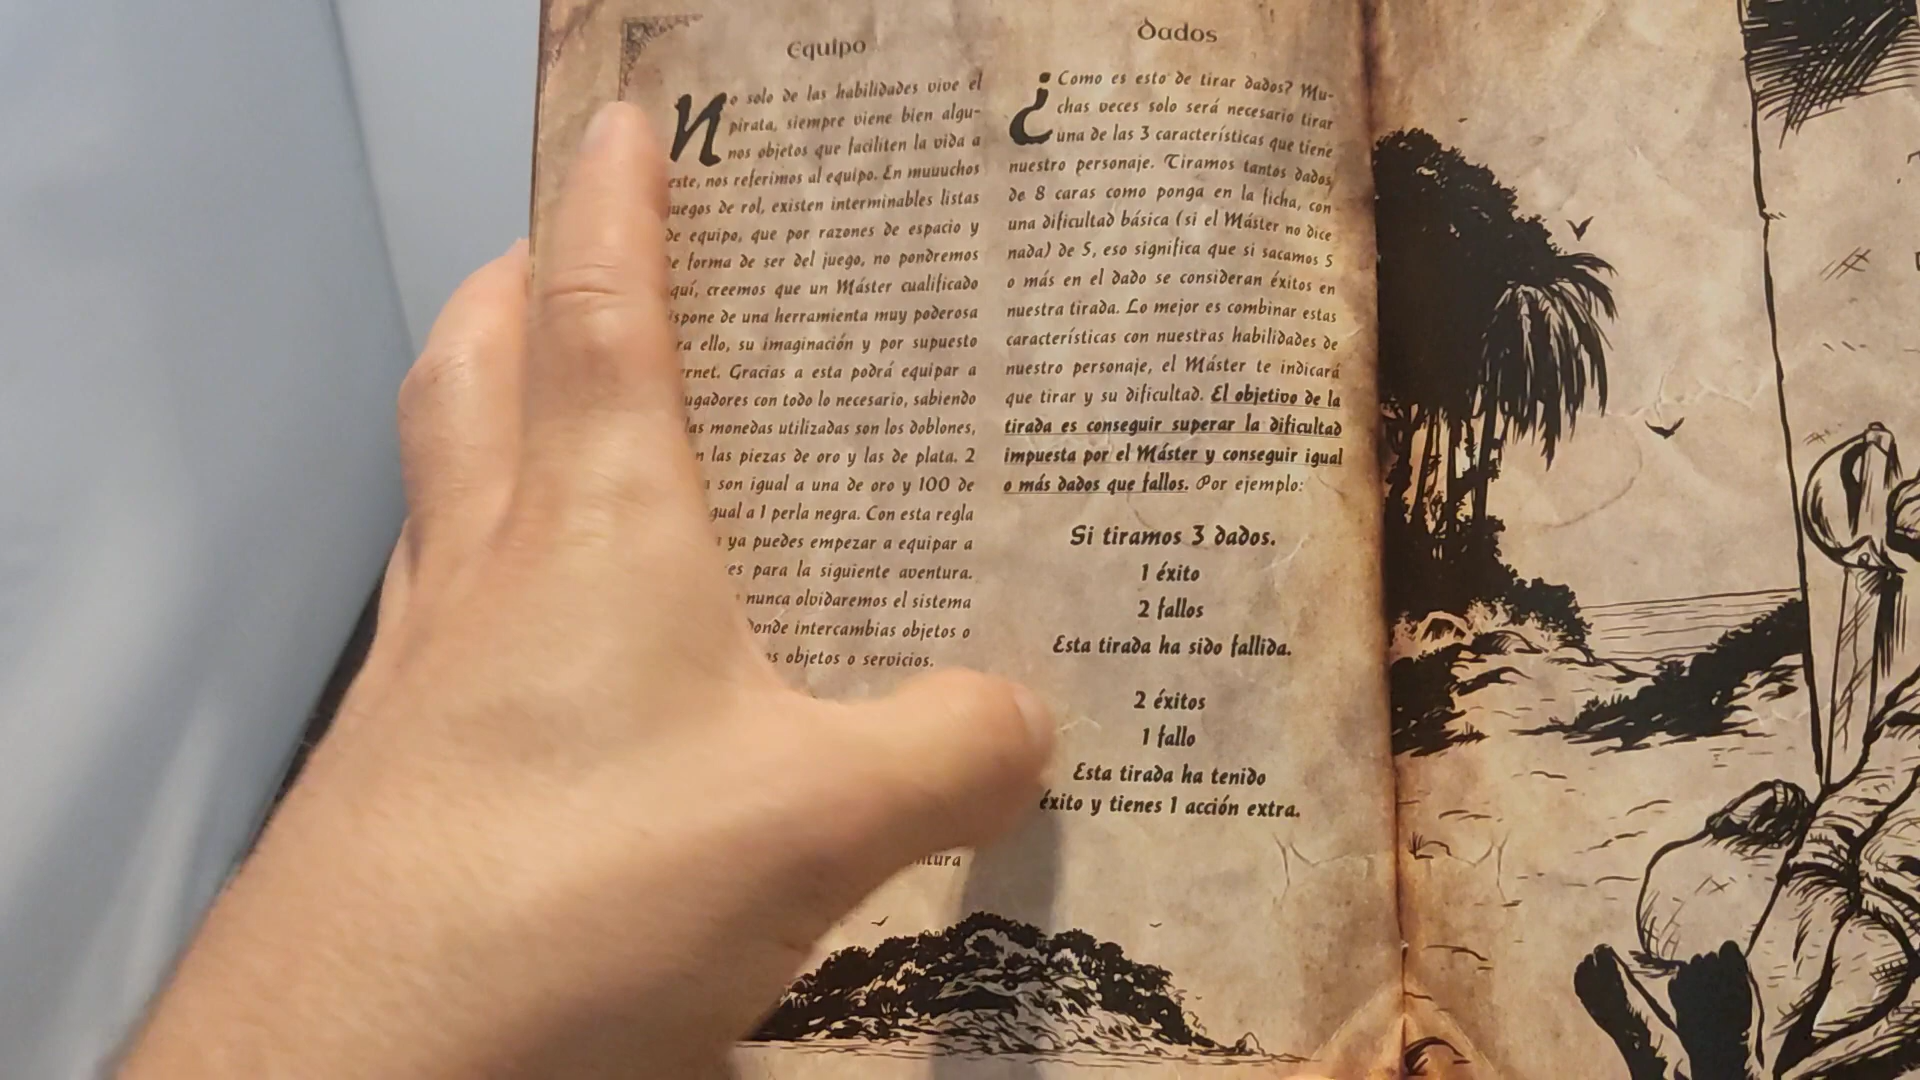 Equipo
No solo de las habilidades vive el
pirata, siempre viene bien algu-
nos objetos que faciliten la vida a
este, nos referimos al equipo. En muuuchos
juegos de rol, existen interminables listas
de equipo, que por razones de espacio y
de forma de ser del juego, no pondremos
quí, creemos que un Máster cualificado
ispone de una herramienta muy poderosa
ra ello, su imaginación y por supuesto
rnet. Gracias a esta podrá equipar a
ugadores con todo lo necesario, sabiendo
las monedas utilizadas son los doblones,
n las piezas de oro y las de plata. 2
son igual a una de oro y 100 de
gual a 1 perla negra. Con esta regla
ya puedes empezar a equipar a
es para la siguiente aventura.
nunca olvidaremos el sistema
donde intercambias objetos o
os objetos o servicios.
ntura
Dados
¿Como es esto de tirar dados? Mu-
chas veces solo será necesario tirar
una de las 3 características que tiene
nuestro personaje. Tiramos tantos dados
de 8 caras como ponga en la ficha, con
una dificultad básica (si el Máster no dice
nada) de 5, eso significa que si sacamos 5
o más en el dado se consideran éxitos en
nuestra tirada. Lo mejor es combinar estas
características con nuestras habilidades de
nuestro personaje, el Máster te indicará
que tirar y su dificultad. El objetivo de la
tirada es conseguir superar la dificultad
impuesta por el Máster y conseguir igual
o más dados que fallos. Por ejemplo:
Si tiramos 3 dados.
1 éxito
2 fallos
Esta tirada ha sido fallida.
2 éxitos
1 fallo
Esta tirada ha tenido
éxito y tienes 1 acción extra.